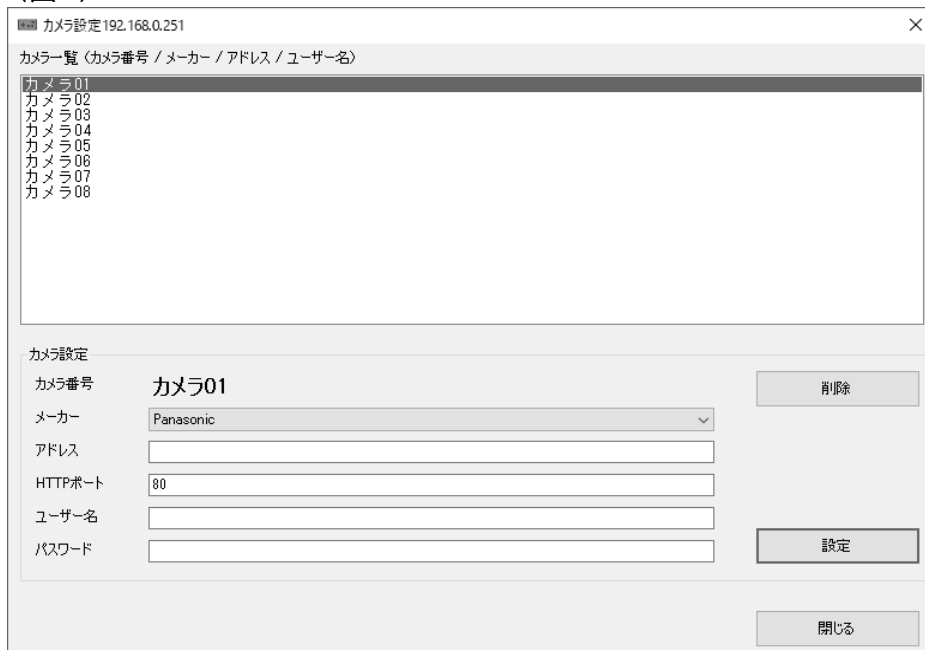 カメラ設定192.168.0.251
カメラ一覧（カメラ番号 / メーカー / アドレス / ユーザー名）
カメラ01
カメラ02
カメラ03
カメラ04
カメラ05
カメラ06
カメラ07
カメラ08
カメラ設定
カメラ番号 カメラ01 削除
メーカー Panasonic
アドレス
HTTPポート 80
ユーザー名
パスワード 設定
閉じる